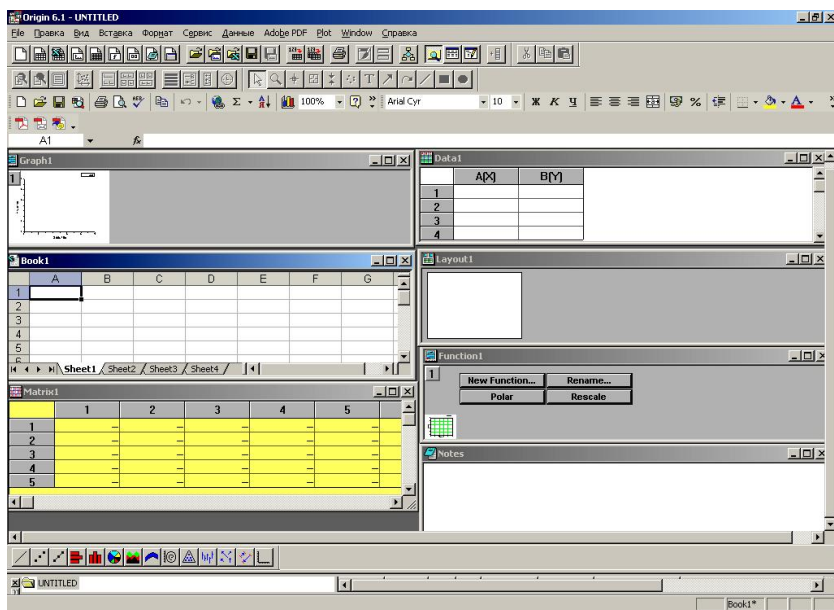 Origin 6.1 - UNTITLED
File Правка Вид Вставка Формат Сервис Данные Adobe PDF Plot Window Справка
100% Arial Cyr 10 Ж К Ч
A1 fx
Graph1
1
Data1
A[X] B[Y]
1
2
3
4
Book1
A B C D E F G
1
2
3
4
5
6
Sheet1 Sheet2 Sheet3 Sheet4
Layout1
Function1
1
New Function... Rename...
Polar Rescale
Matrix1
1 2 3 4 5
1 -- -- -- -- --
2 -- -- -- -- --
3 -- -- -- -- --
4 -- -- -- -- --
5 -- -- -- -- --
Notes
UNTITLED
Book1*